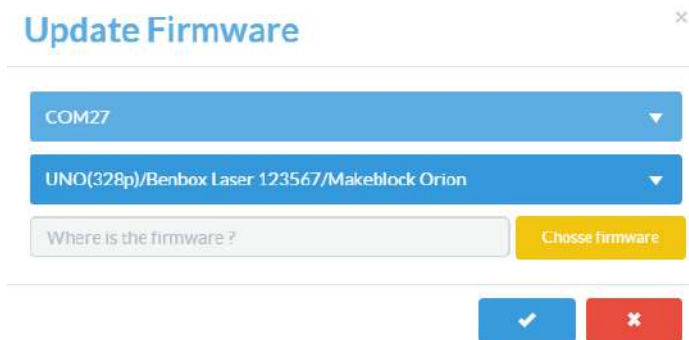 Update Firmware
COM27
UNO(328p)/Benbox Laser 123567/Makeblock Orion
Where is the firmware ?
Chosse firmware